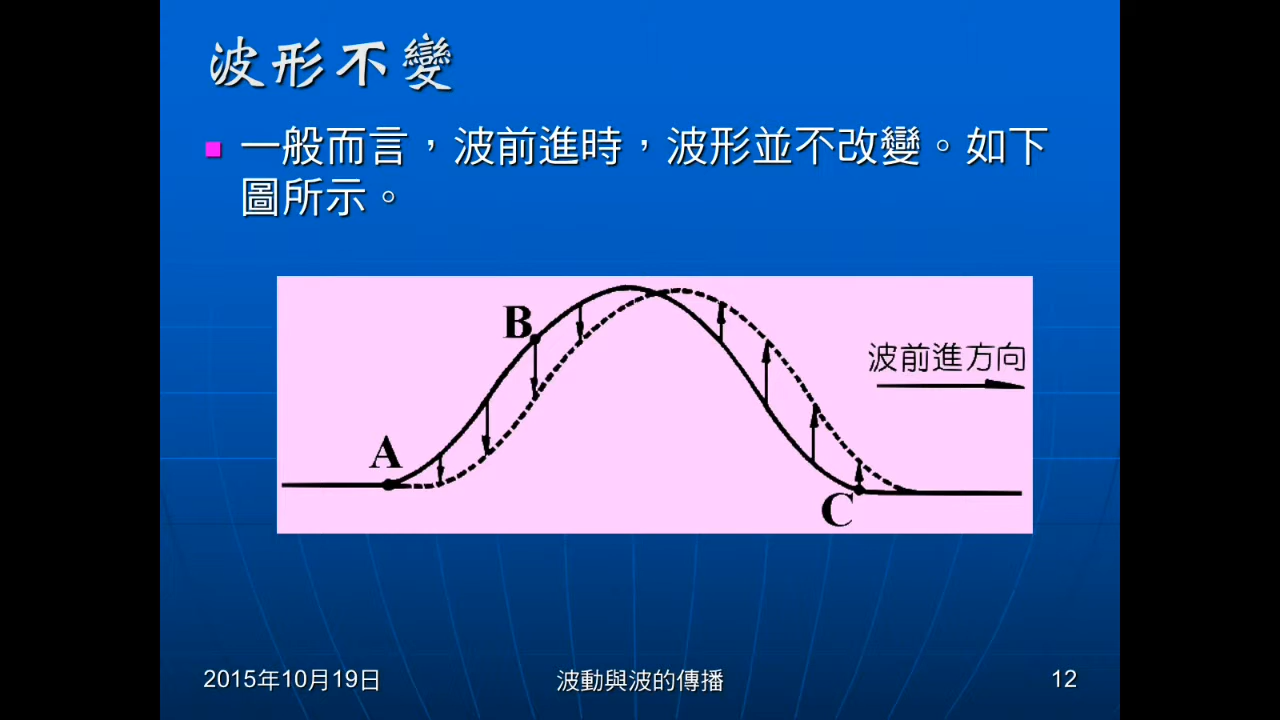 波形不變
一般而言，波前進時，波形並不改變。如下
圖所示。
B
波前進方向
A
C
2015年10月19日
波動與波的傳播
12